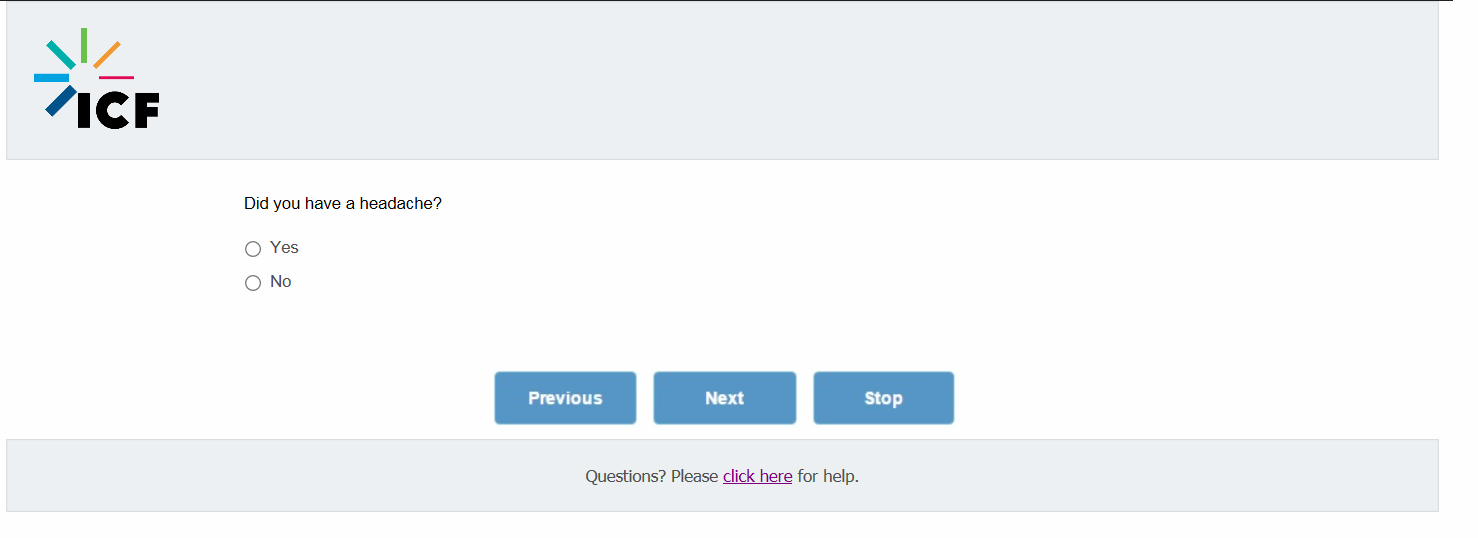 ICF
Did you have a headache?
Yes
No
Previous Next Stop
Questions? Please click here for help.